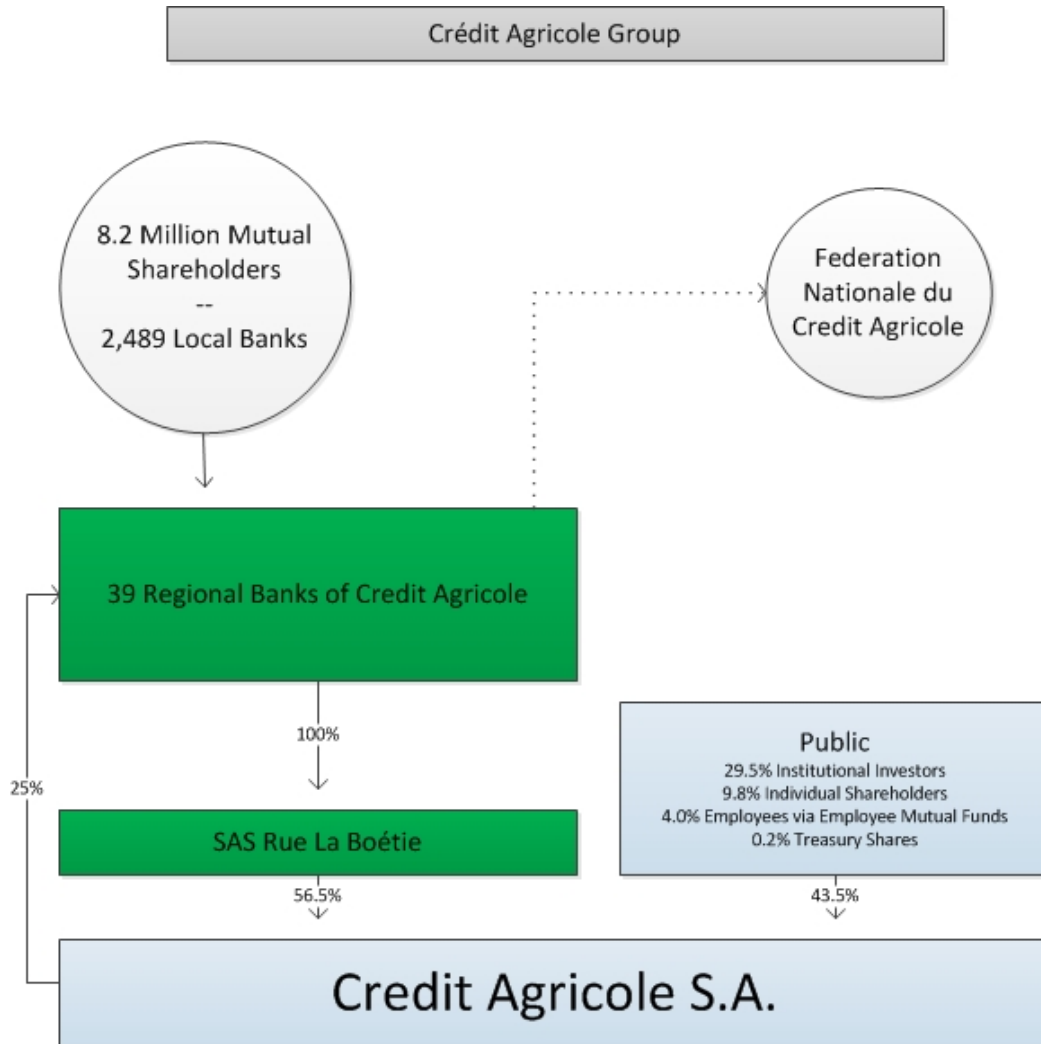 Crédit Agricole Group
8.2 Million Mutual
Shareholders
--
2,489 Local Banks
Federation
Nationale du
Credit Agricole
39 Regional Banks of Credit Agricole
100%
25%
Public
29.5% Institutional Investors
9.8% Individual Shareholders
4.0% Employees via Employee Mutual Funds
0.2% Treasury Shares
SAS Rue La Boétie
56.5%
43.5%
Credit Agricole S.A.